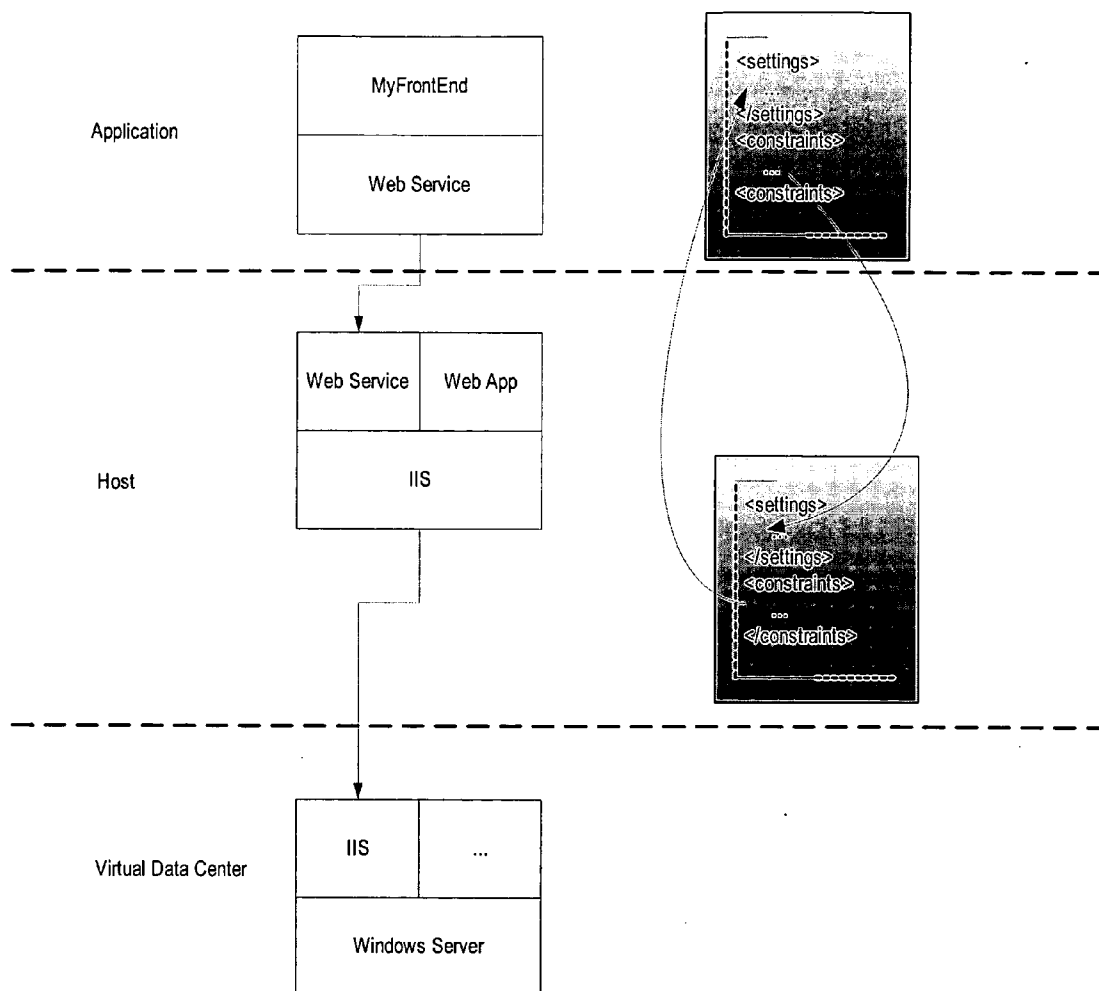 MyFrontEnd
Application
Web Service
<settings>
...
</settings>
<constraints>
...
<constraints>
Web Service
Web App
Host
IIS
<settings>
...
</settings>
<constraints>
...
</constraints>
IIS
...
Virtual Data Center
Windows Server